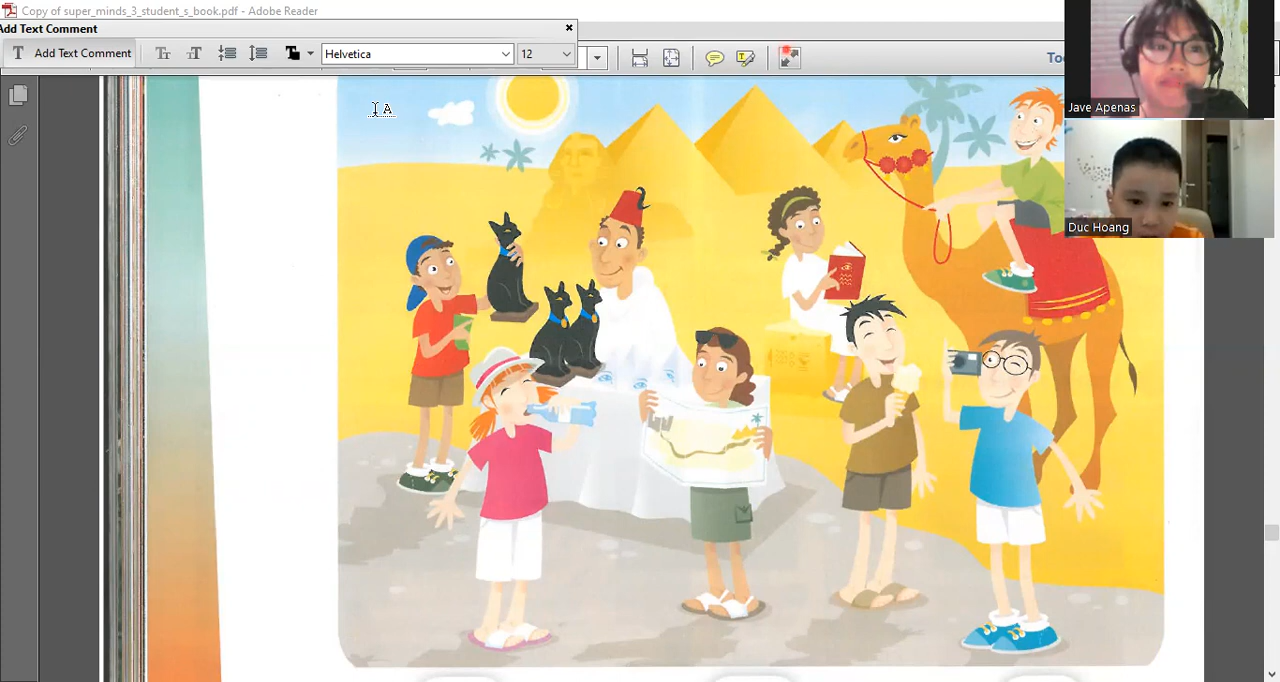 Copy of super_minds_3_student_s_book.pdf - Adobe Reader
Add Text Comment
Add Text Comment
Helvetica
12
Jave Apenas
Duc Hoang